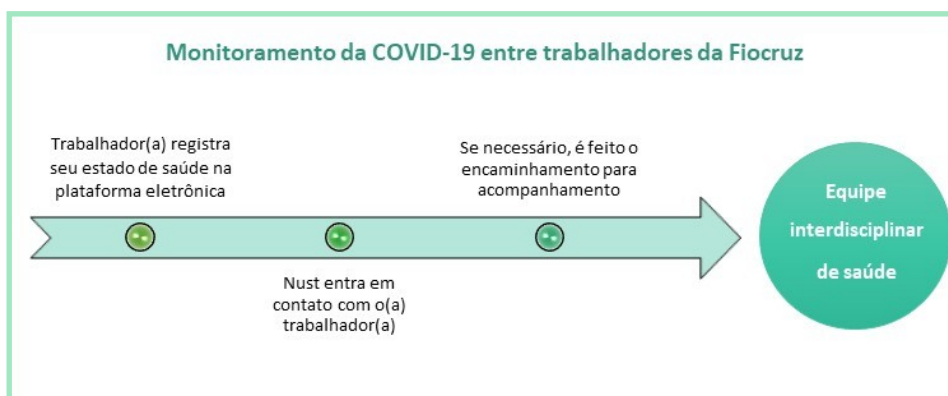 Monitoramento da COVID-19 entre trabalhadores da Fiocruz
Trabalhador(a) registra
seu estado de saúde na
plataforma eletrônica
Nust entra em
contato com o(a)
trabalhador(a)
Se necessário, é feito o
encaminhamento para
acompanhamento
Equipe
interdisciplinar
de saúde